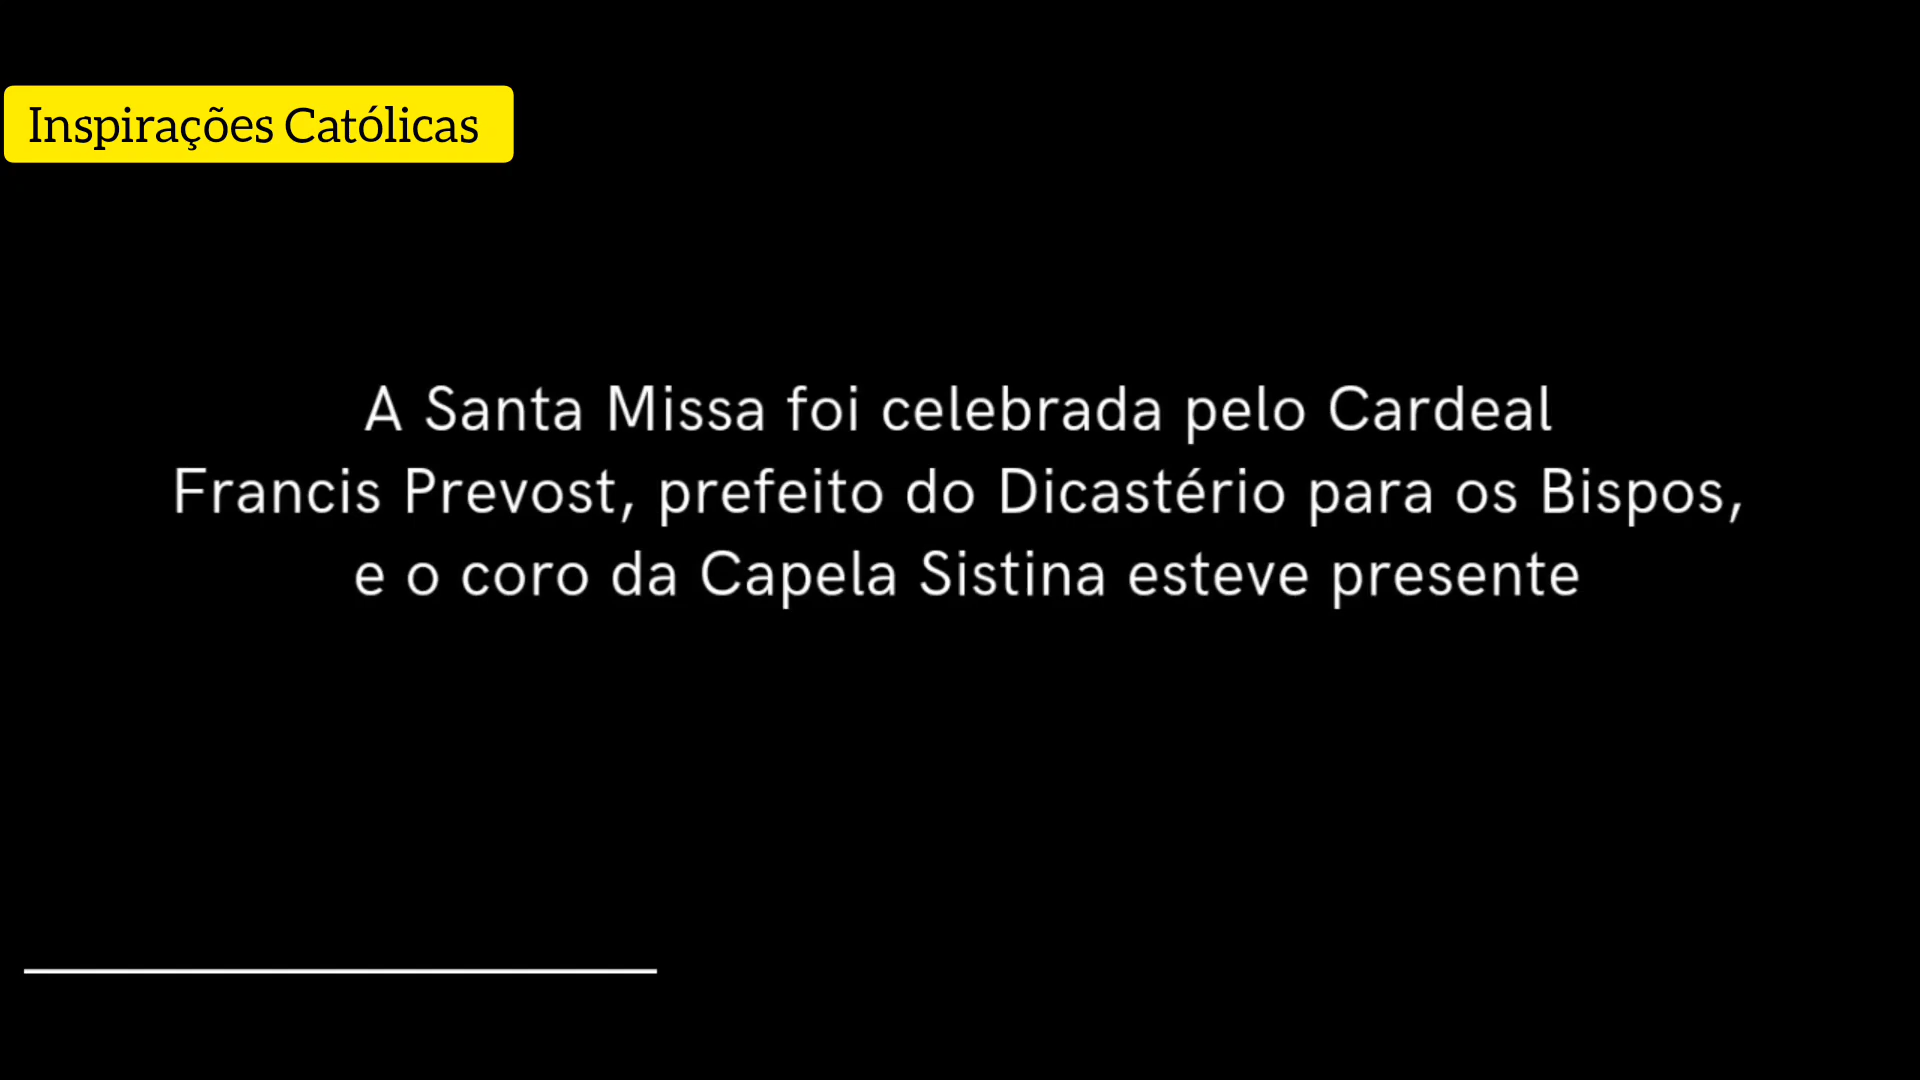 Inspirações Católicas
A Santa Missa foi celebrada pelo Cardeal
Francis Prevost, prefeito do Dicastério para os Bispos,
e o coro da Capela Sistina esteve presente